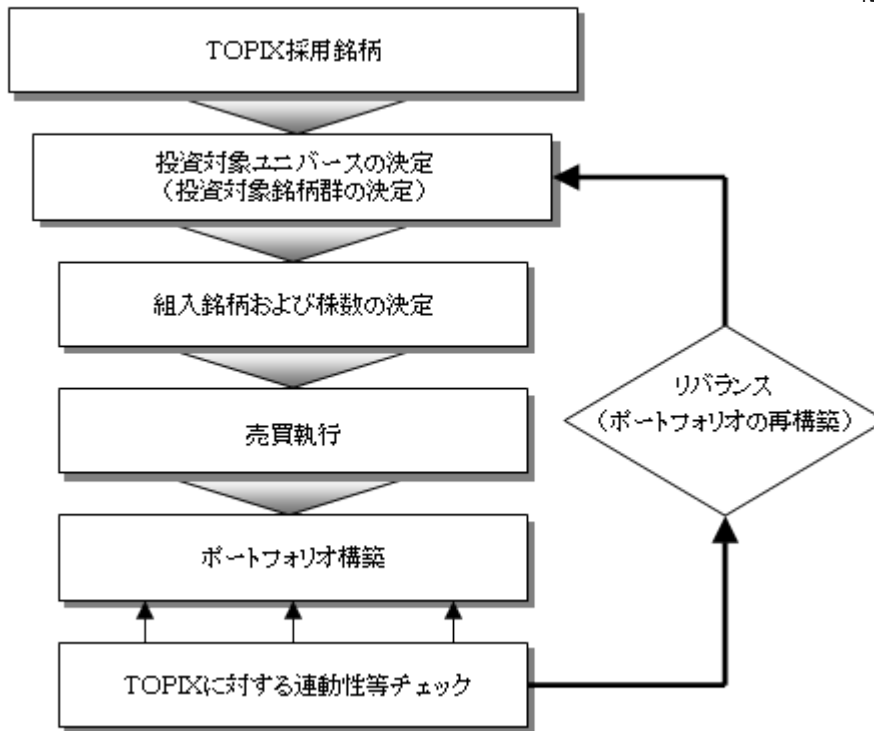 TOPIX採用銘柄
投資対象ユニバースの決定
（投資対象銘柄群の決定）
組入銘柄および株数の決定
売買執行
ポートフォリオ構築
TOPIXに対する連動性等チェック
リバランス
（ポートフォリオの再構築）